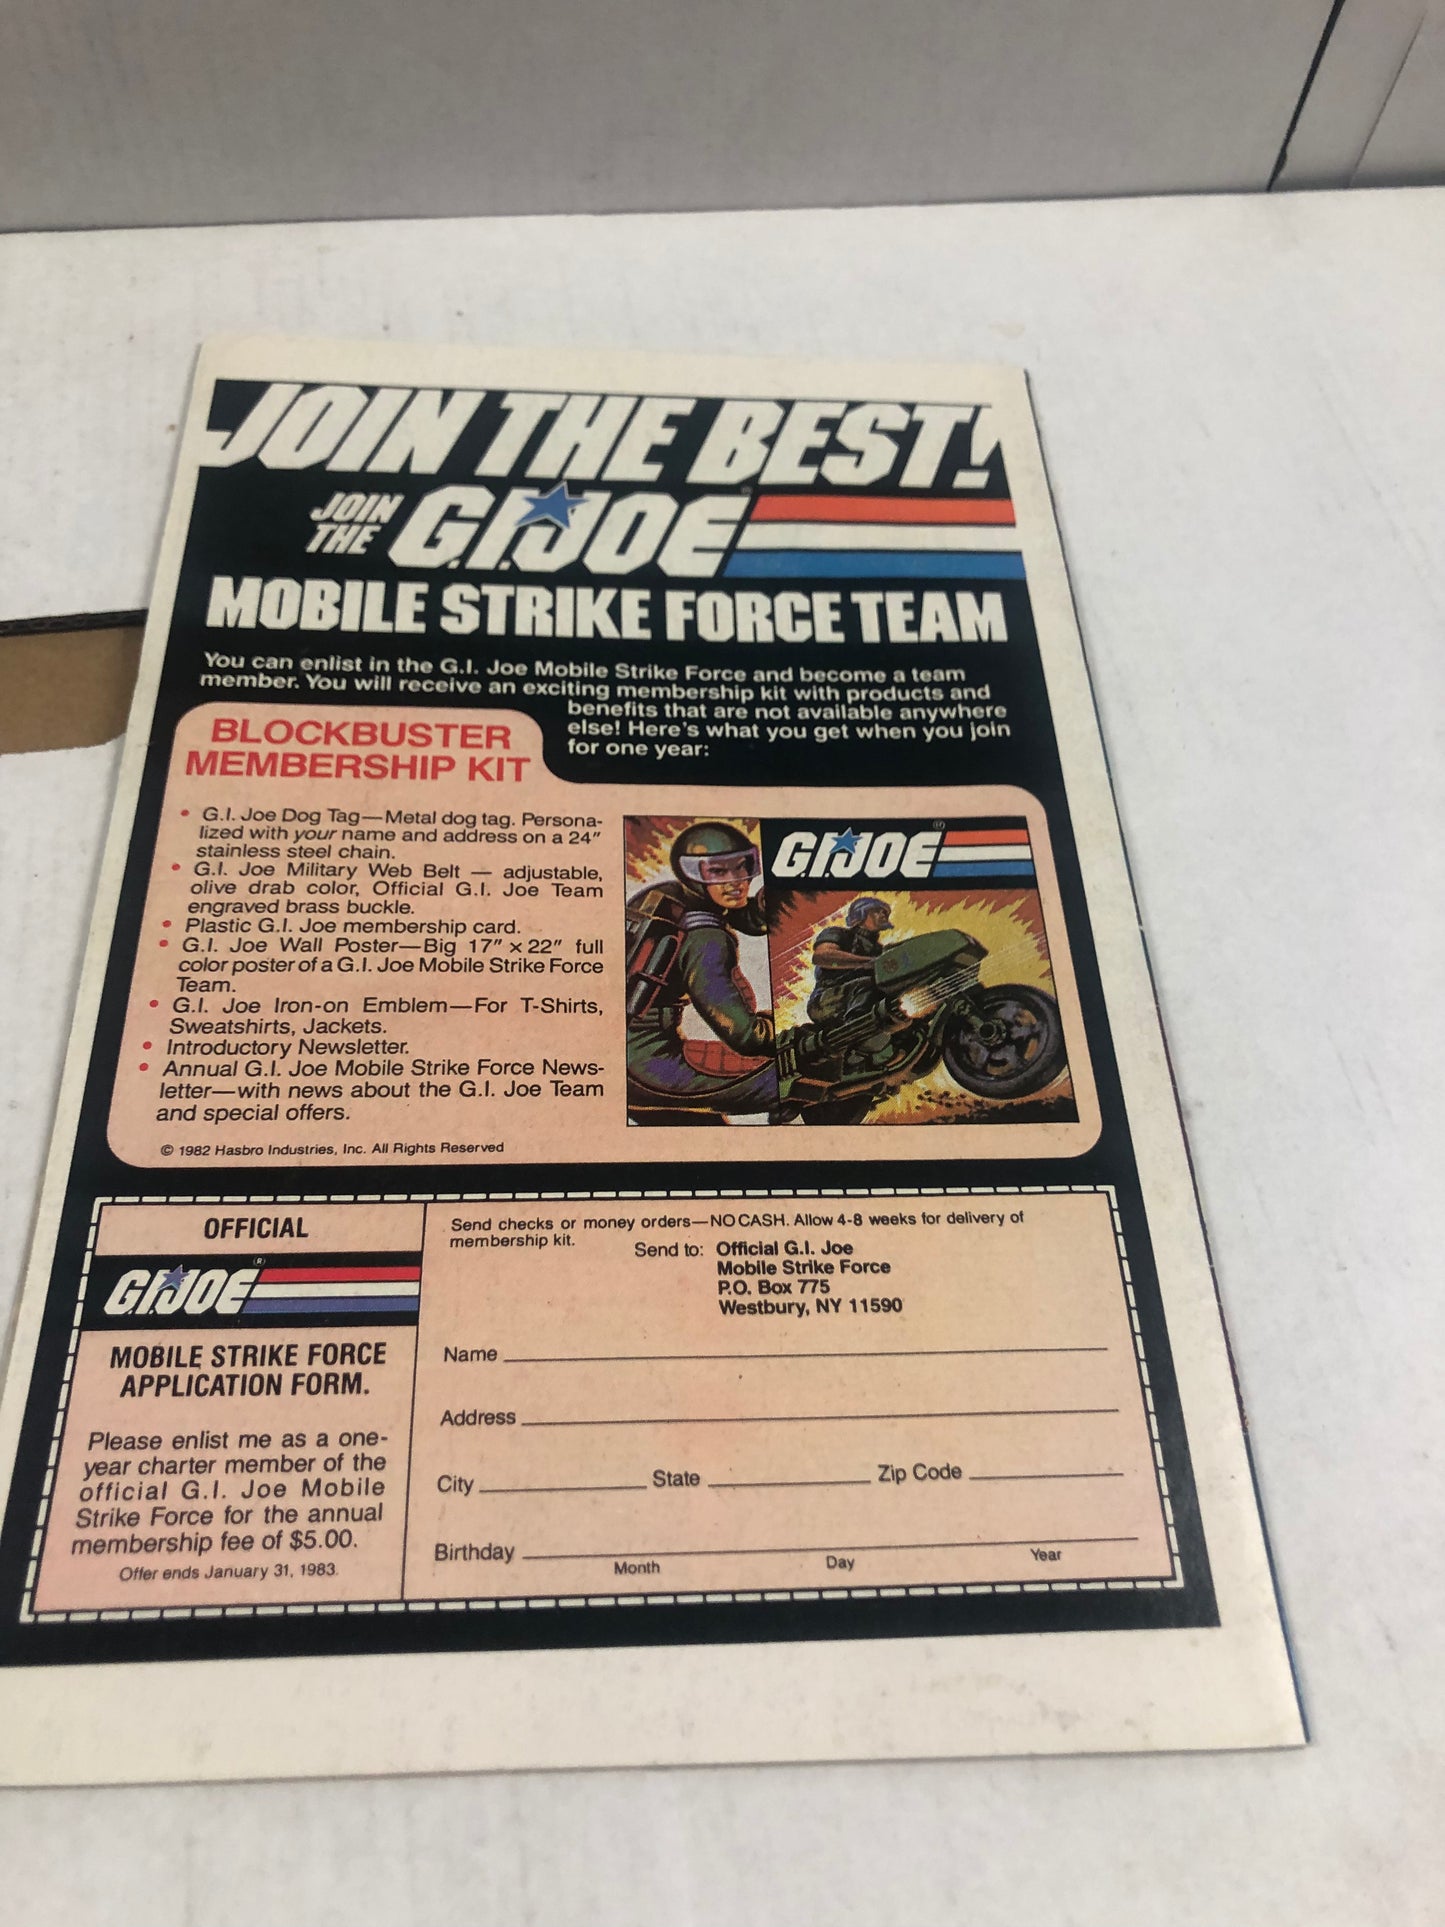 JOIN THE BEST!
JOIN
THE
G.I. JOE®
MOBILE STRIKE FORCE TEAM
You can enlist in the G.I. Joe Mobile Strike Force and become a team
member. You will receive an exciting membership kit with products and
benefits that are not available anywhere
else! Here's what you get when you join
for one year:
BLOCKBUSTER
MEMBERSHIP KIT
• G.I. Joe Dog Tag—Metal dog tag. Persona-
lized with your name and address on a 24″
stainless steel chain.
• G.I. Joe Military Web Belt — adjustable,
olive drab color, Official G.I. Joe Team
engraved brass buckle.
• Plastic G.I. Joe membership card.
• G.I. Joe Wall Poster—Big 17″ x 22″ full
color poster of a G.I. Joe Mobile Strike Force
Team.
• G.I. Joe Iron-on Emblem—For T-Shirts,
Sweatshirts, Jackets.
• Introductory Newsletter.
• Annual G.I. Joe Mobile Strike Force News-
letter—with news about the G.I. Joe Team
and special offers.
© 1982 Hasbro Industries, Inc. All Rights Reserved
G.I. JOE®
OFFICIAL
G.I. JOE®
MOBILE STRIKE FORCE
APPLICATION FORM.
Please enlist me as a one-
year charter member of the
official G.I. Joe Mobile
Strike Force for the annual
membership fee of $5.00.
Offer ends January 31, 1983.
Send checks or money orders—NO CASH. Allow 4-8 weeks for delivery of
membership kit.
Send to: Official G.I. Joe
Mobile Strike Force
P.O. Box 775
Westbury, NY 11590
Name
Address
City State Zip Code
Birthday
Month Day Year